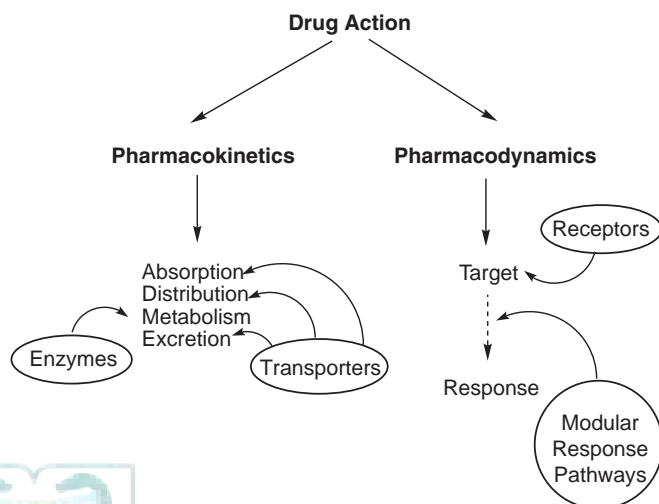 Drug Action
Pharmacokinetics
Pharmacodynamics
Absorption
Distribution
Metabolism
Excretion
Enzymes
Transporters
Receptors
Target
Response
Modular
Response
Pathways